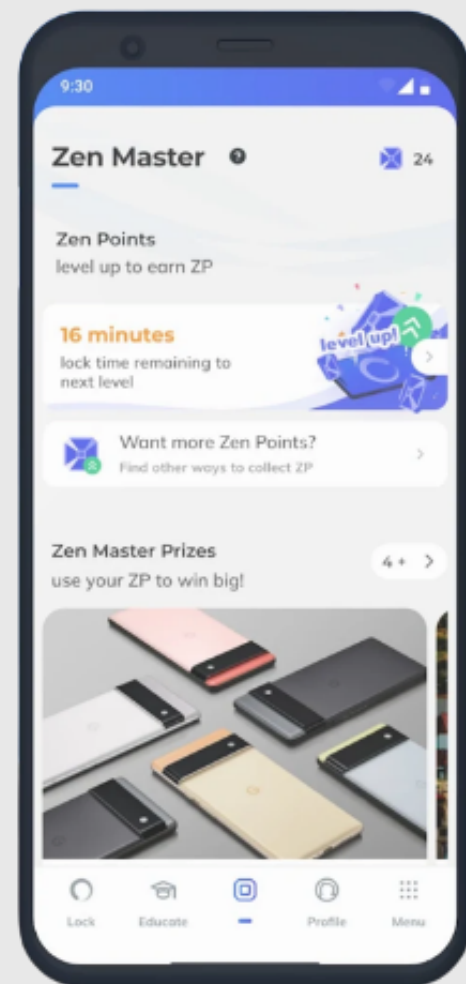 9:30
Zen Master
24
Zen Points
level up to earn ZP
16 minutes
lock time remaining to
next level
level up!
Want more Zen Points?
Find other ways to collect ZP
Zen Master Prizes
use your ZP to win big!
4+
Lock
Educate
Profile
Menu